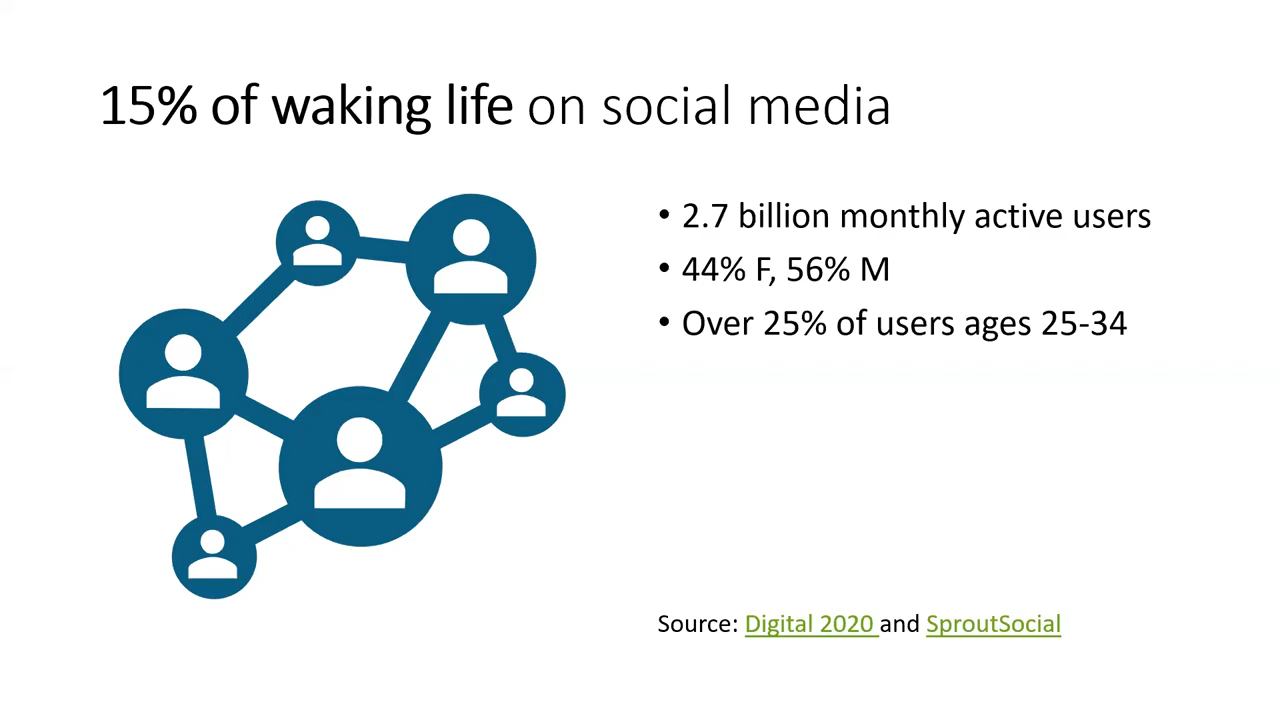 15% of waking life on social media
• 2.7 billion monthly active users
• 44% F, 56% M
• Over 25% of users ages 25-34
Source: Digital 2020 and SproutSocial